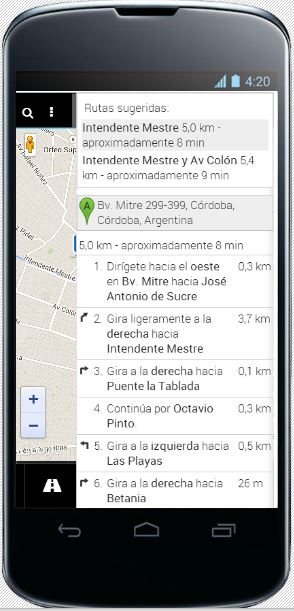 4:20
Rutas sugeridas:
Intendente Mestre 5,0 km -
aproximadamente 8 min
Intendente Mestre y Av Colón 5,4
km - aproximadamente 9 min
A
Bv. Mitre 299-399, Córdoba,
Córdoba, Argentina
5,0 km - aproximadamente 8 min
1. Dirígete hacia el oeste 0,3 km
en Bv. Mitre hacia José
Antonio de Sucre
2. Gira ligeramente a la 3,7 km
derecha hacia
Intendente Mestre
3. Gira a la derecha hacia 0,1 km
Puente la Tablada
4. Continúa por Octavio 0,3 km
Pinto.
5. Gira a la izquierda hacia 0,5 km
Las Playas
6. Gira a la derecha hacia 26 m
Betania
Orfeo Sup
Intendente Mestre
Av Colón
+
−